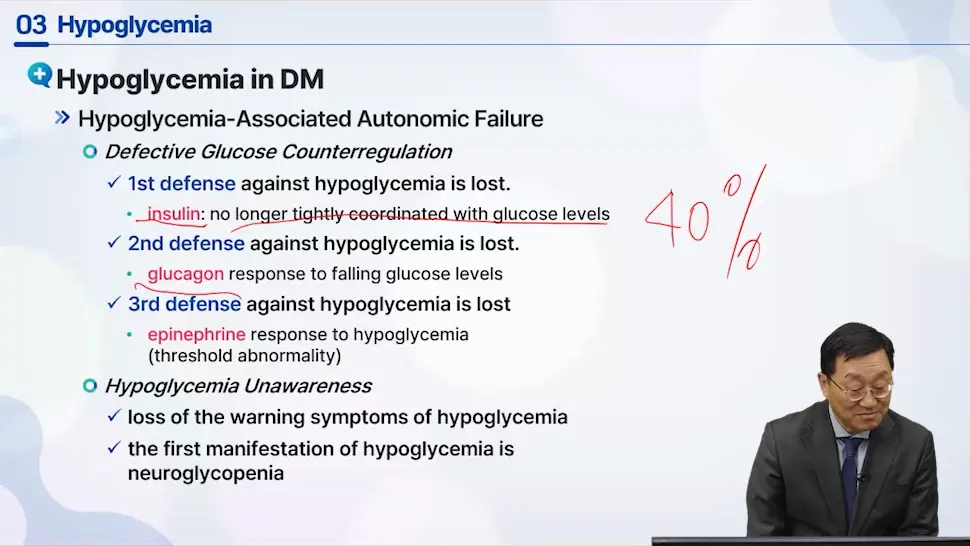 03 Hypoglycemia
Hypoglycemia in DM
Hypoglycemia-Associated Autonomic Failure
Defective Glucose Counterregulation
1st defense against hypoglycemia is lost.
insulin: no longer tightly coordinated with glucose levels
40%
2nd defense against hypoglycemia is lost.
glucagon response to falling glucose levels
3rd defense against hypoglycemia is lost
epinephrine response to hypoglycemia
(threshold abnormality)
Hypoglycemia Unawareness
loss of the warning symptoms of hypoglycemia
the first manifestation of hypoglycemia is
neuroglycopenia